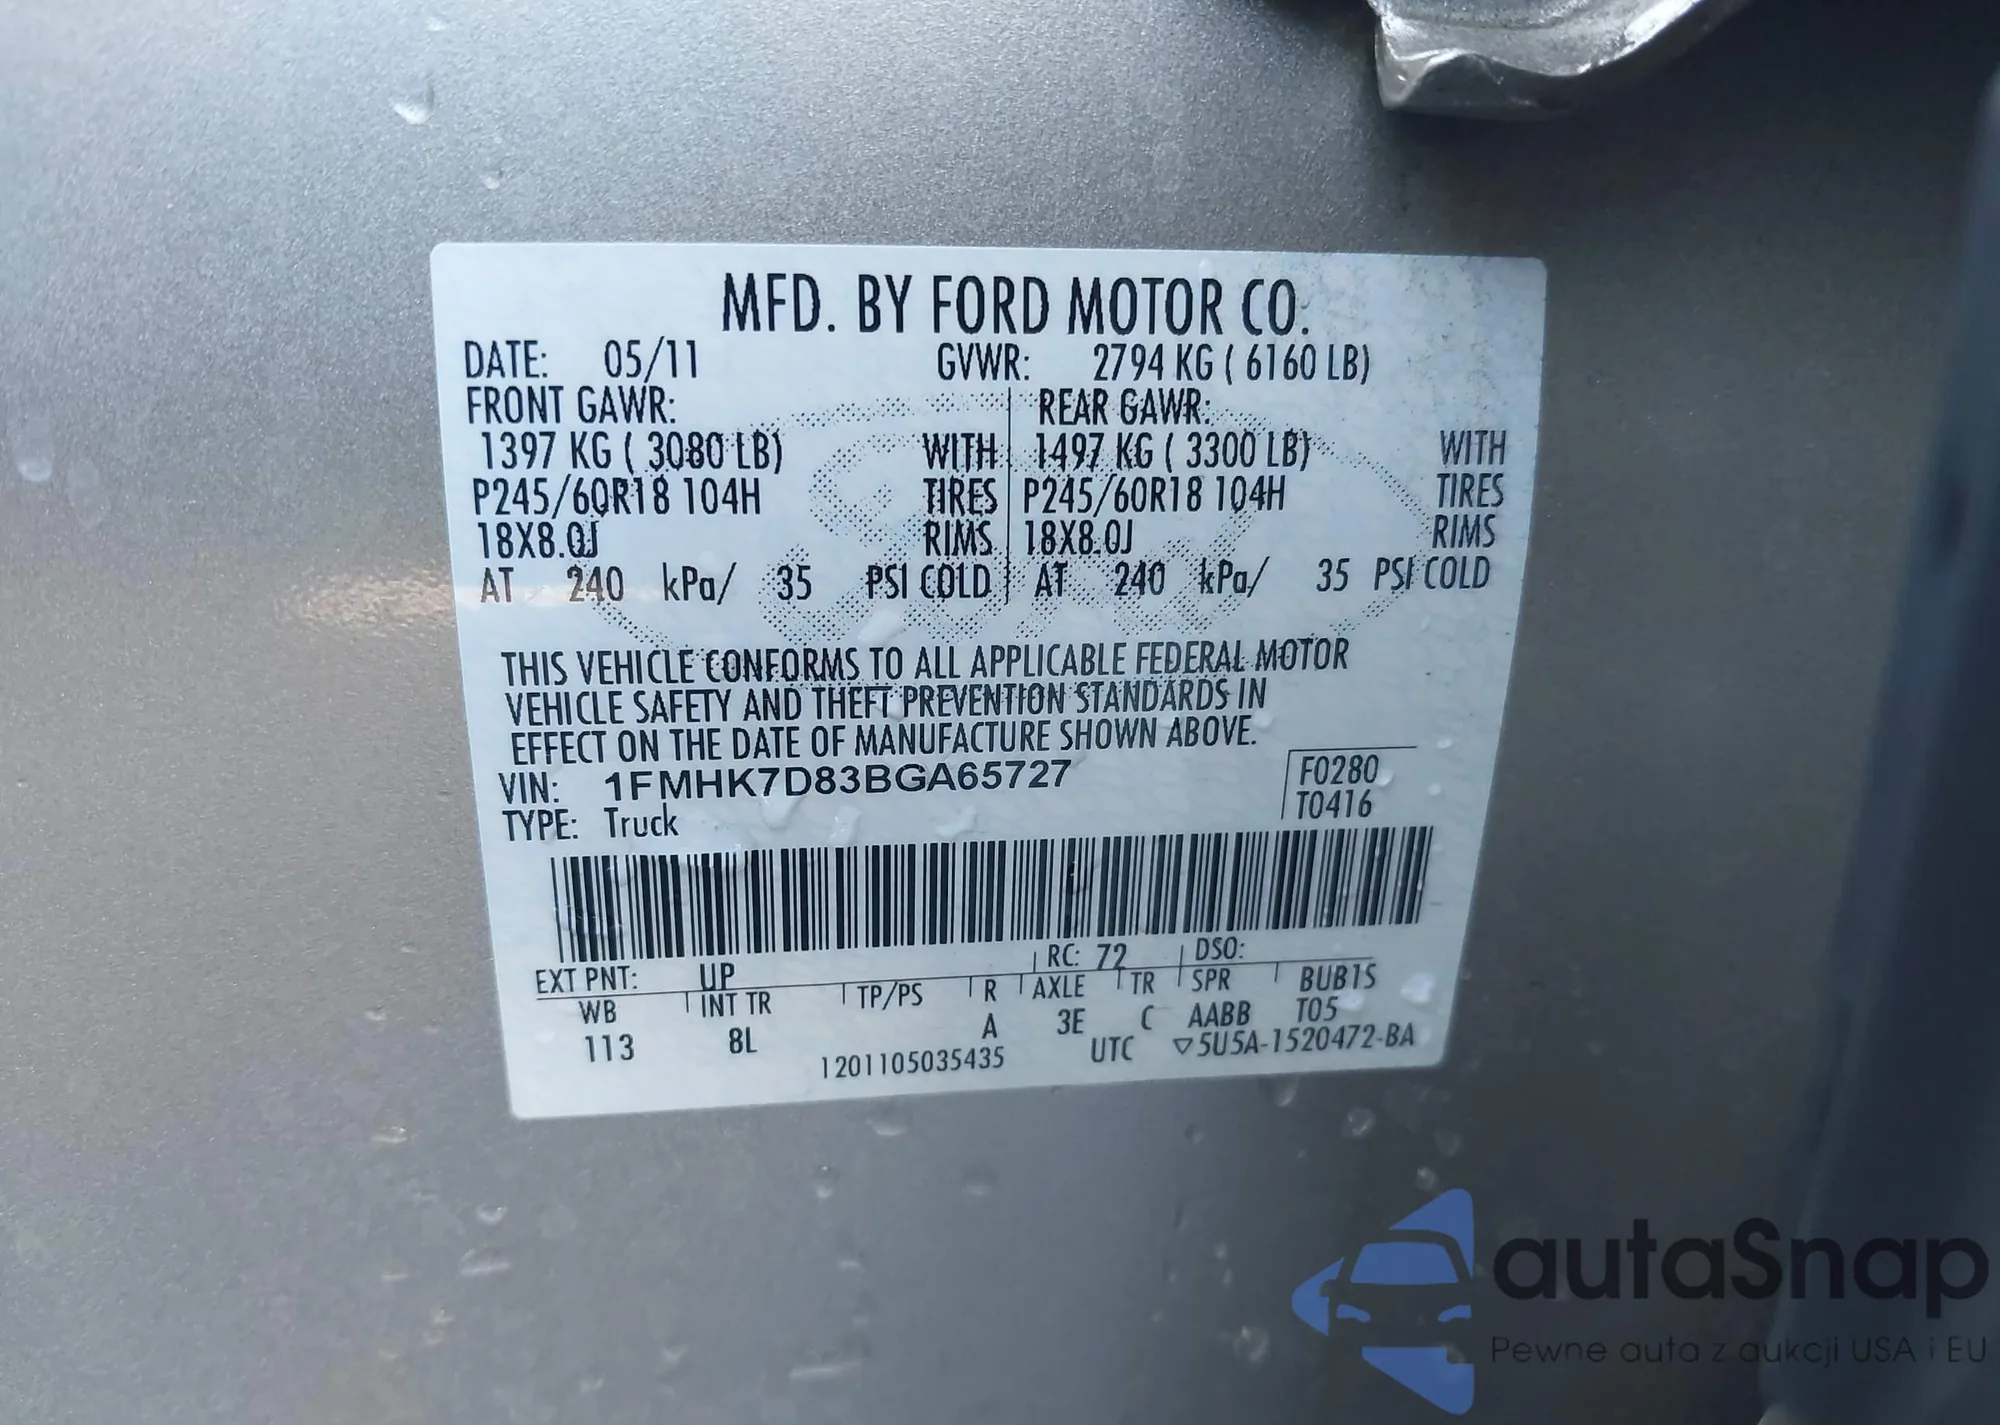 MFD. BY FORD MOTOR CO.
DATE: 05/11 GVWR: 2794 KG ( 6160 LB)
FRONT GAWR: REAR GAWR:
1397 KG ( 3080 LB) WITH 1497 KG ( 3300 LB) WITH
P245/60R18 104H TIRES P245/60R18 104H TIRES
18X8.0J RIMS 18X8.0J RIMS
AT 240 kPa/ 35 PSI COLD AT 240 kPa/ 35 PSI COLD
THIS VEHICLE CONFORMS TO ALL APPLICABLE FEDERAL MOTOR
VEHICLE SAFETY AND THEFT PREVENTION STANDARDS IN
EFFECT ON THE DATE OF MANUFACTURE SHOWN ABOVE.
VIN: 1FMHK7D83BGA65727 F0280
TYPE: Truck T0416
EXT PNT: UP RC: 72 DSO:
WB INT TR TP/PS R AXLE TR SPR BUB1S
113 8L A 3E C AABB T05
1201105035435 UTC ▽5U5A-1520472-BA
autaSnap
Pewne auta z aukcji USA i EU